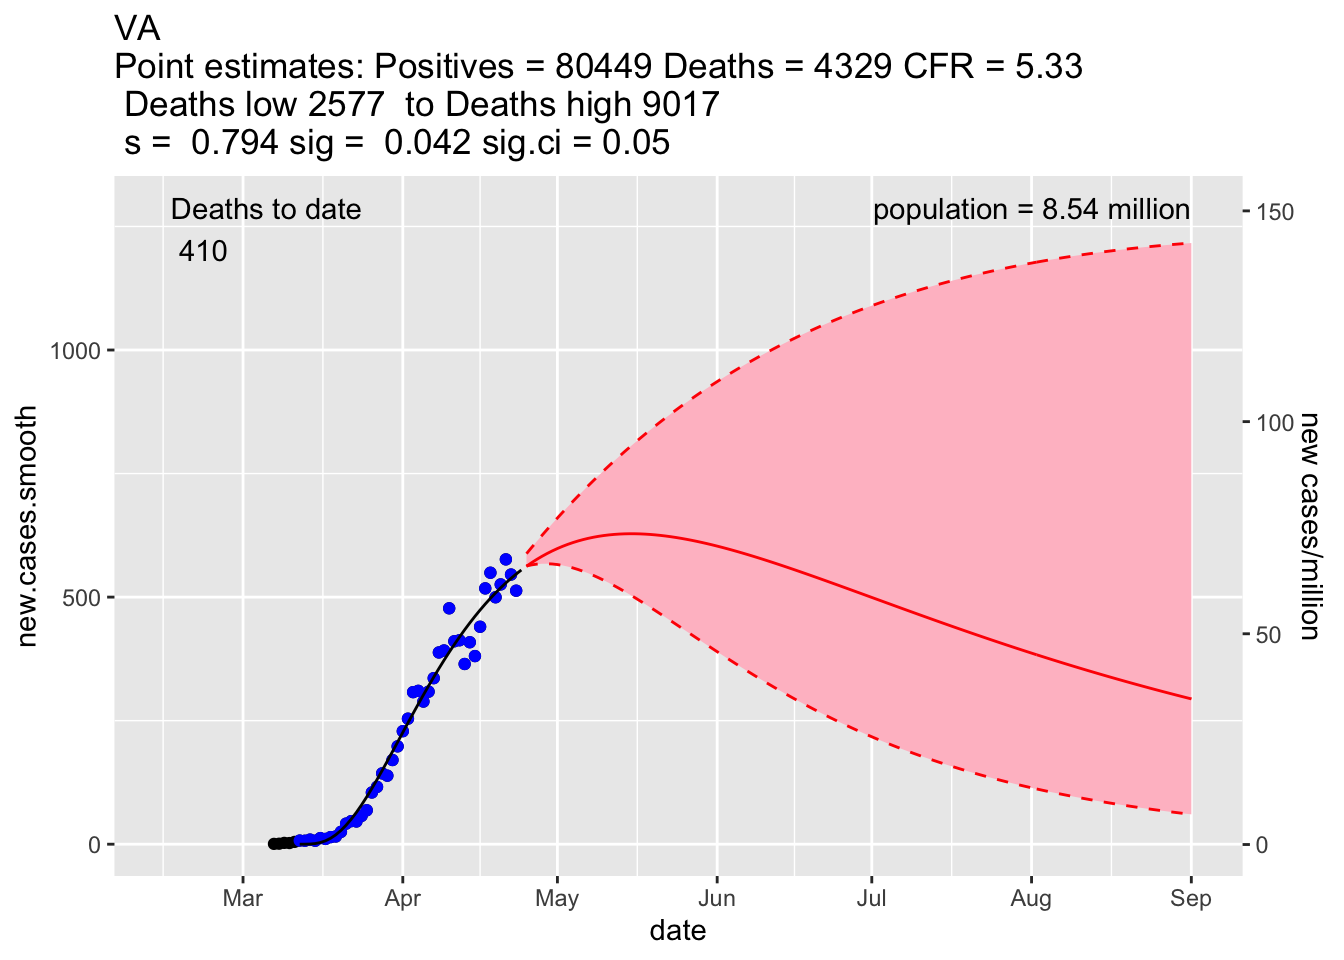 VA
Point estimates: Positives = 80449 Deaths = 4329 CFR = 5.33
Deaths low 2577  to Deaths high 9017
s =  0.794 sig =  0.042 sig.ci = 0.05
Deaths to date
410
population = 8.54 million
new.cases.smooth
1000
500
0
150
100
50
0
new cases/million
Mar Apr May Jun Jul Aug Sep
date